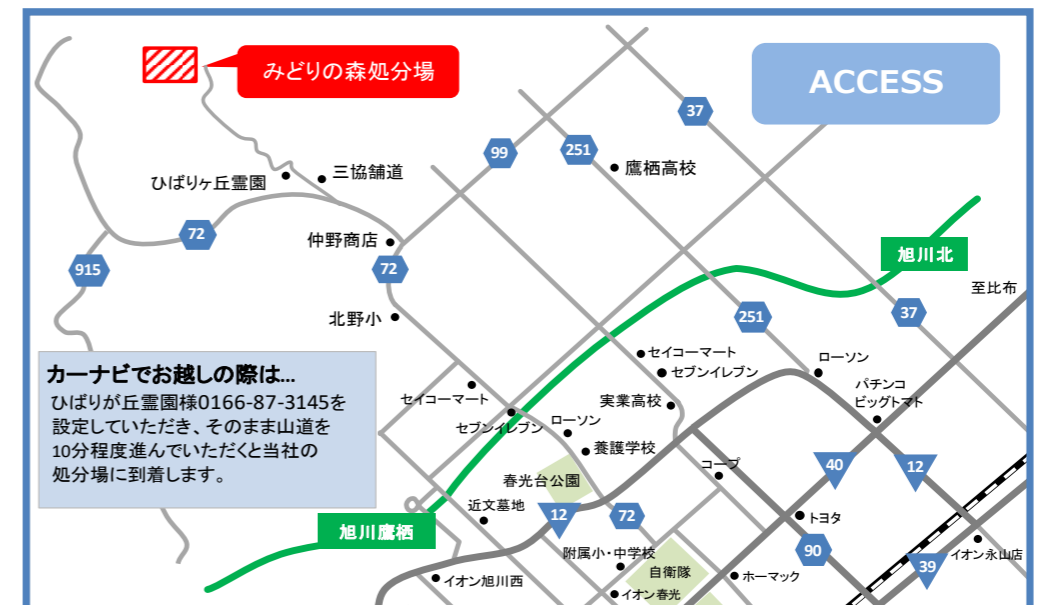 みどりの森処分場
ACCESS
37
99
251
鷹栖高校
三協舗道
ひばりヶ丘霊園
72
仲野商店
旭川北
915
72
至比布
北野小
251
37
セイコーマート
ローソン
セブンイレブン
カーナビでお越しの際は...
ひばりが丘霊園様0166-87-3145を
設定していただき、そのまま山道を
10分程度進んでいただくと当社の
処分場に到着します。
パチンコ
ビッグトマト
セイコーマート
実業高校
セブンイレブン
ローソン
養護学校
コープ
40
12
春光台公園
近文墓地
12
72
トヨタ
旭川鷹栖
附属小・中学校
90
イオン永山店
39
自衛隊
ホーマック
イオン旭川西
イオン春光